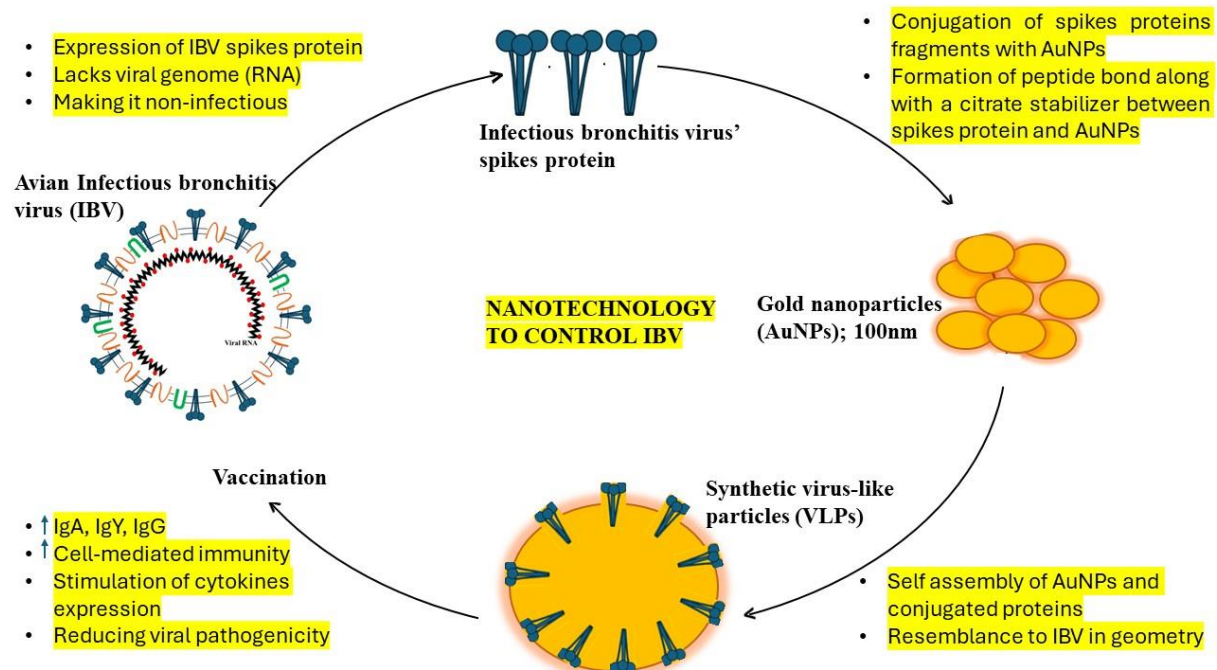 • Expression of IBV spikes protein
• Lacks viral genome (RNA)
• Making it non-infectious
Infectious bronchitis virus’
spikes protein
• Conjugation of spikes proteins
fragments with AuNPs
• Formation of peptide bond along
with a citrate stabilizer between
spikes protein and AuNPs
Avian Infectious bronchitis
virus (IBV)
Viral RNA
NANOTECHNOLOGY
TO CONTROL IBV
Gold nanoparticles
(AuNPs); 100nm
Vaccination
• ↑ IgA, IgY, IgG
• ↑ Cell-mediated immunity
• Stimulation of cytokines
expression
• Reducing viral pathogenicity
Synthetic virus-like
particles (VLPs)
• Self assembly of AuNPs and
conjugated proteins
• Resemblance to IBV in geometry